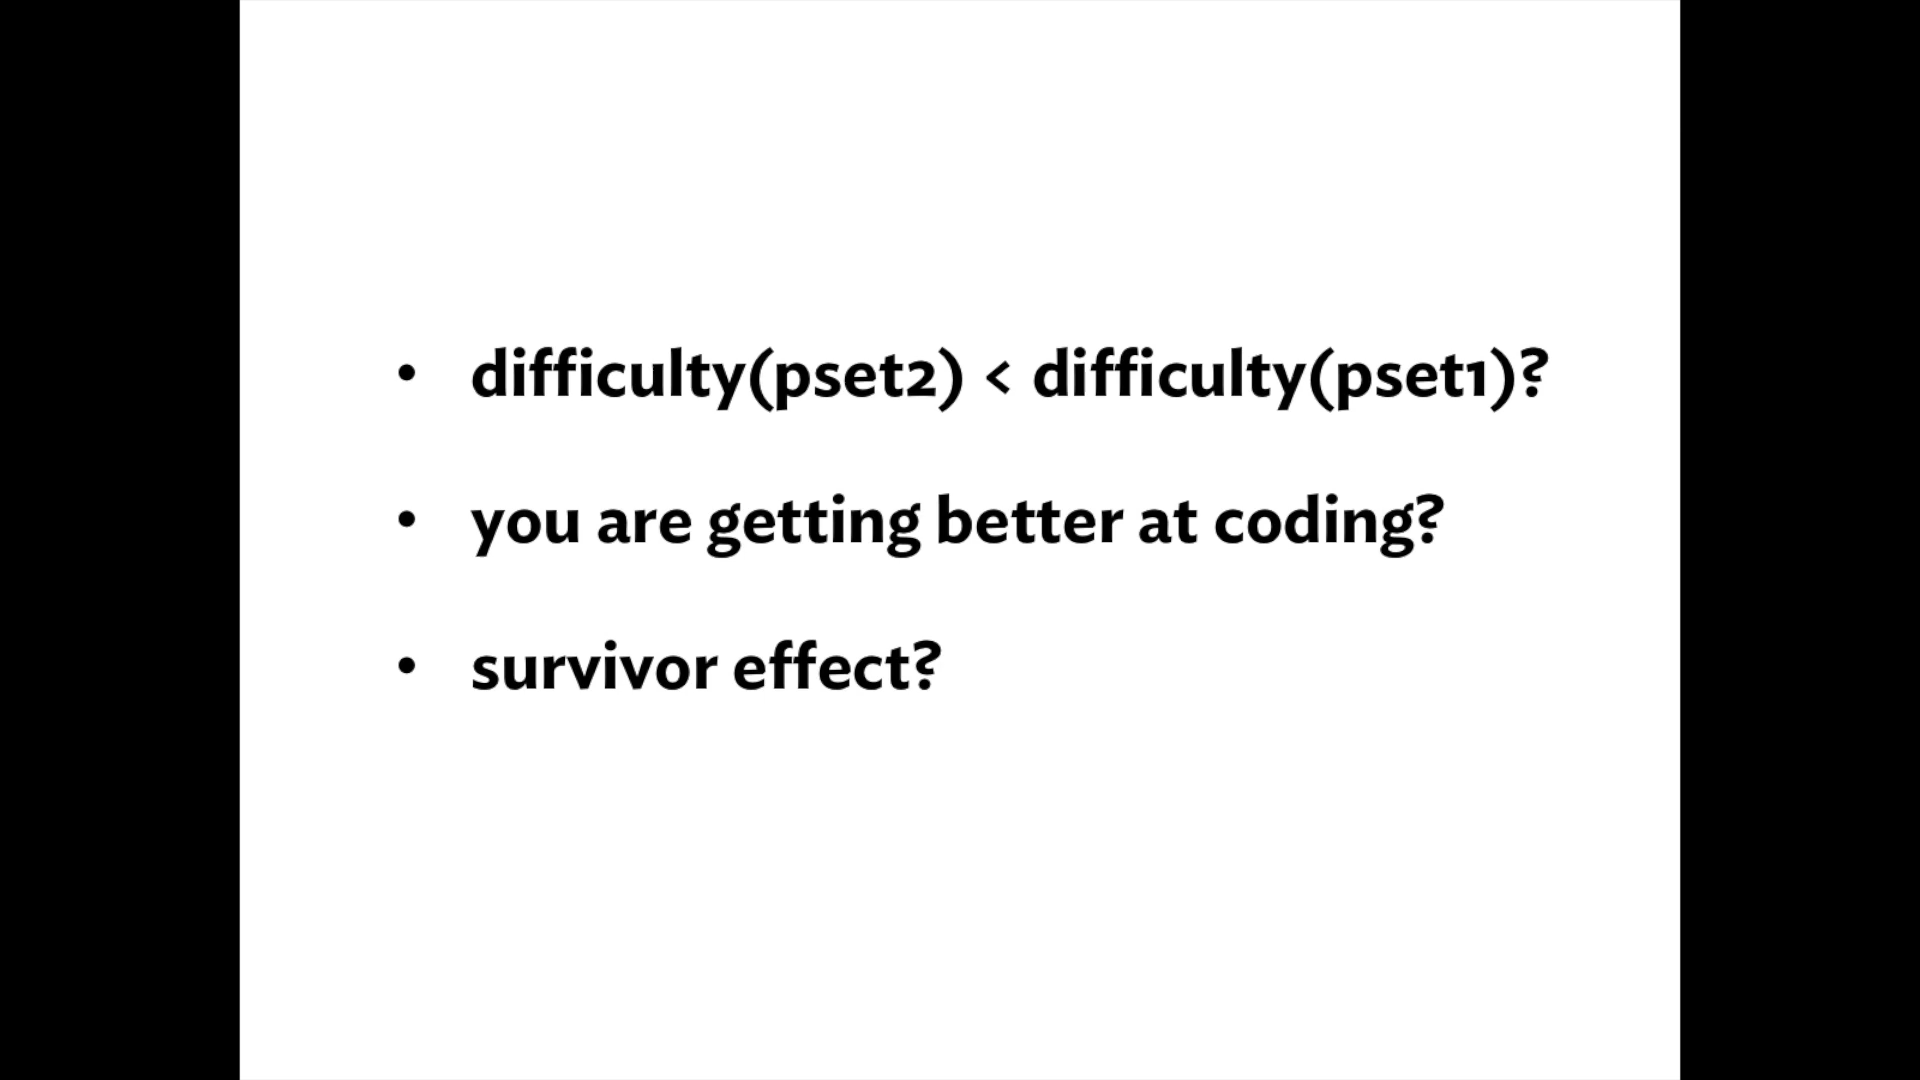 • difficulty(pset2) < difficulty(pset1)?
• you are getting better at coding?
• survivor effect?